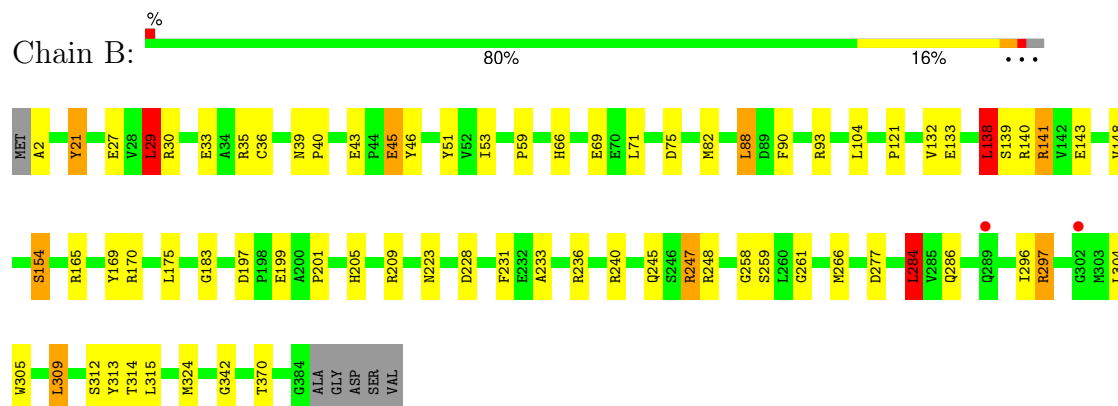 %
Chain B:
80% 16% • • •
MET A2 Y21 E27 V28 L29 R30 E33 A34 R35 C36 N39 P40 E43 P44 E45 Y46 Y51 V52 I53 P59 H66 E69 E70 L71 D75 M82 L88 D89 F90 R93 L104 P121 V132 E133 L138 S139 R140 R141 V142 E143
S154 R165 Y169 R170 L175 G183 D197 P198 E199 A200 P201 H205 R209 N223 D228 F231 E232 A233 R236 R240 Q245 S246 R247 R248 G258 S259 L260 G261 M266 D277 L284 V285 Q286 Q289 I296 R297 G302 M303
W305 L309 S312 Y313 T314 L315 M324 G342 T370 G384 ALA GLY ASP SER VAL